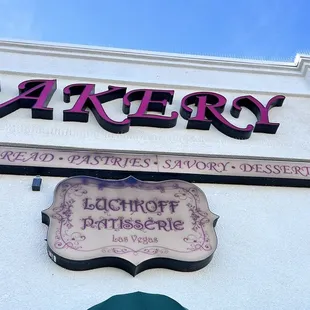 AKERY
READ · PASTRIES · SAVORY · DESSERT
LUCHKOFF
PATISSERIE
Las Vegas